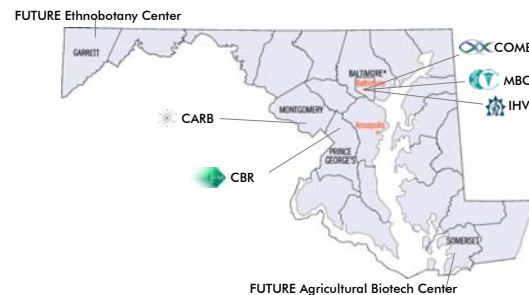 FUTURE Ethnobotany Center
GARRETT
COMB
BALTIMORE*
Baltimore
MBC
IHV
MONTGOMERY
CARB
Annapolis
PRINCE
GEORGE'S
CBR
SOMERSET
FUTURE Agricultural Biotech Center